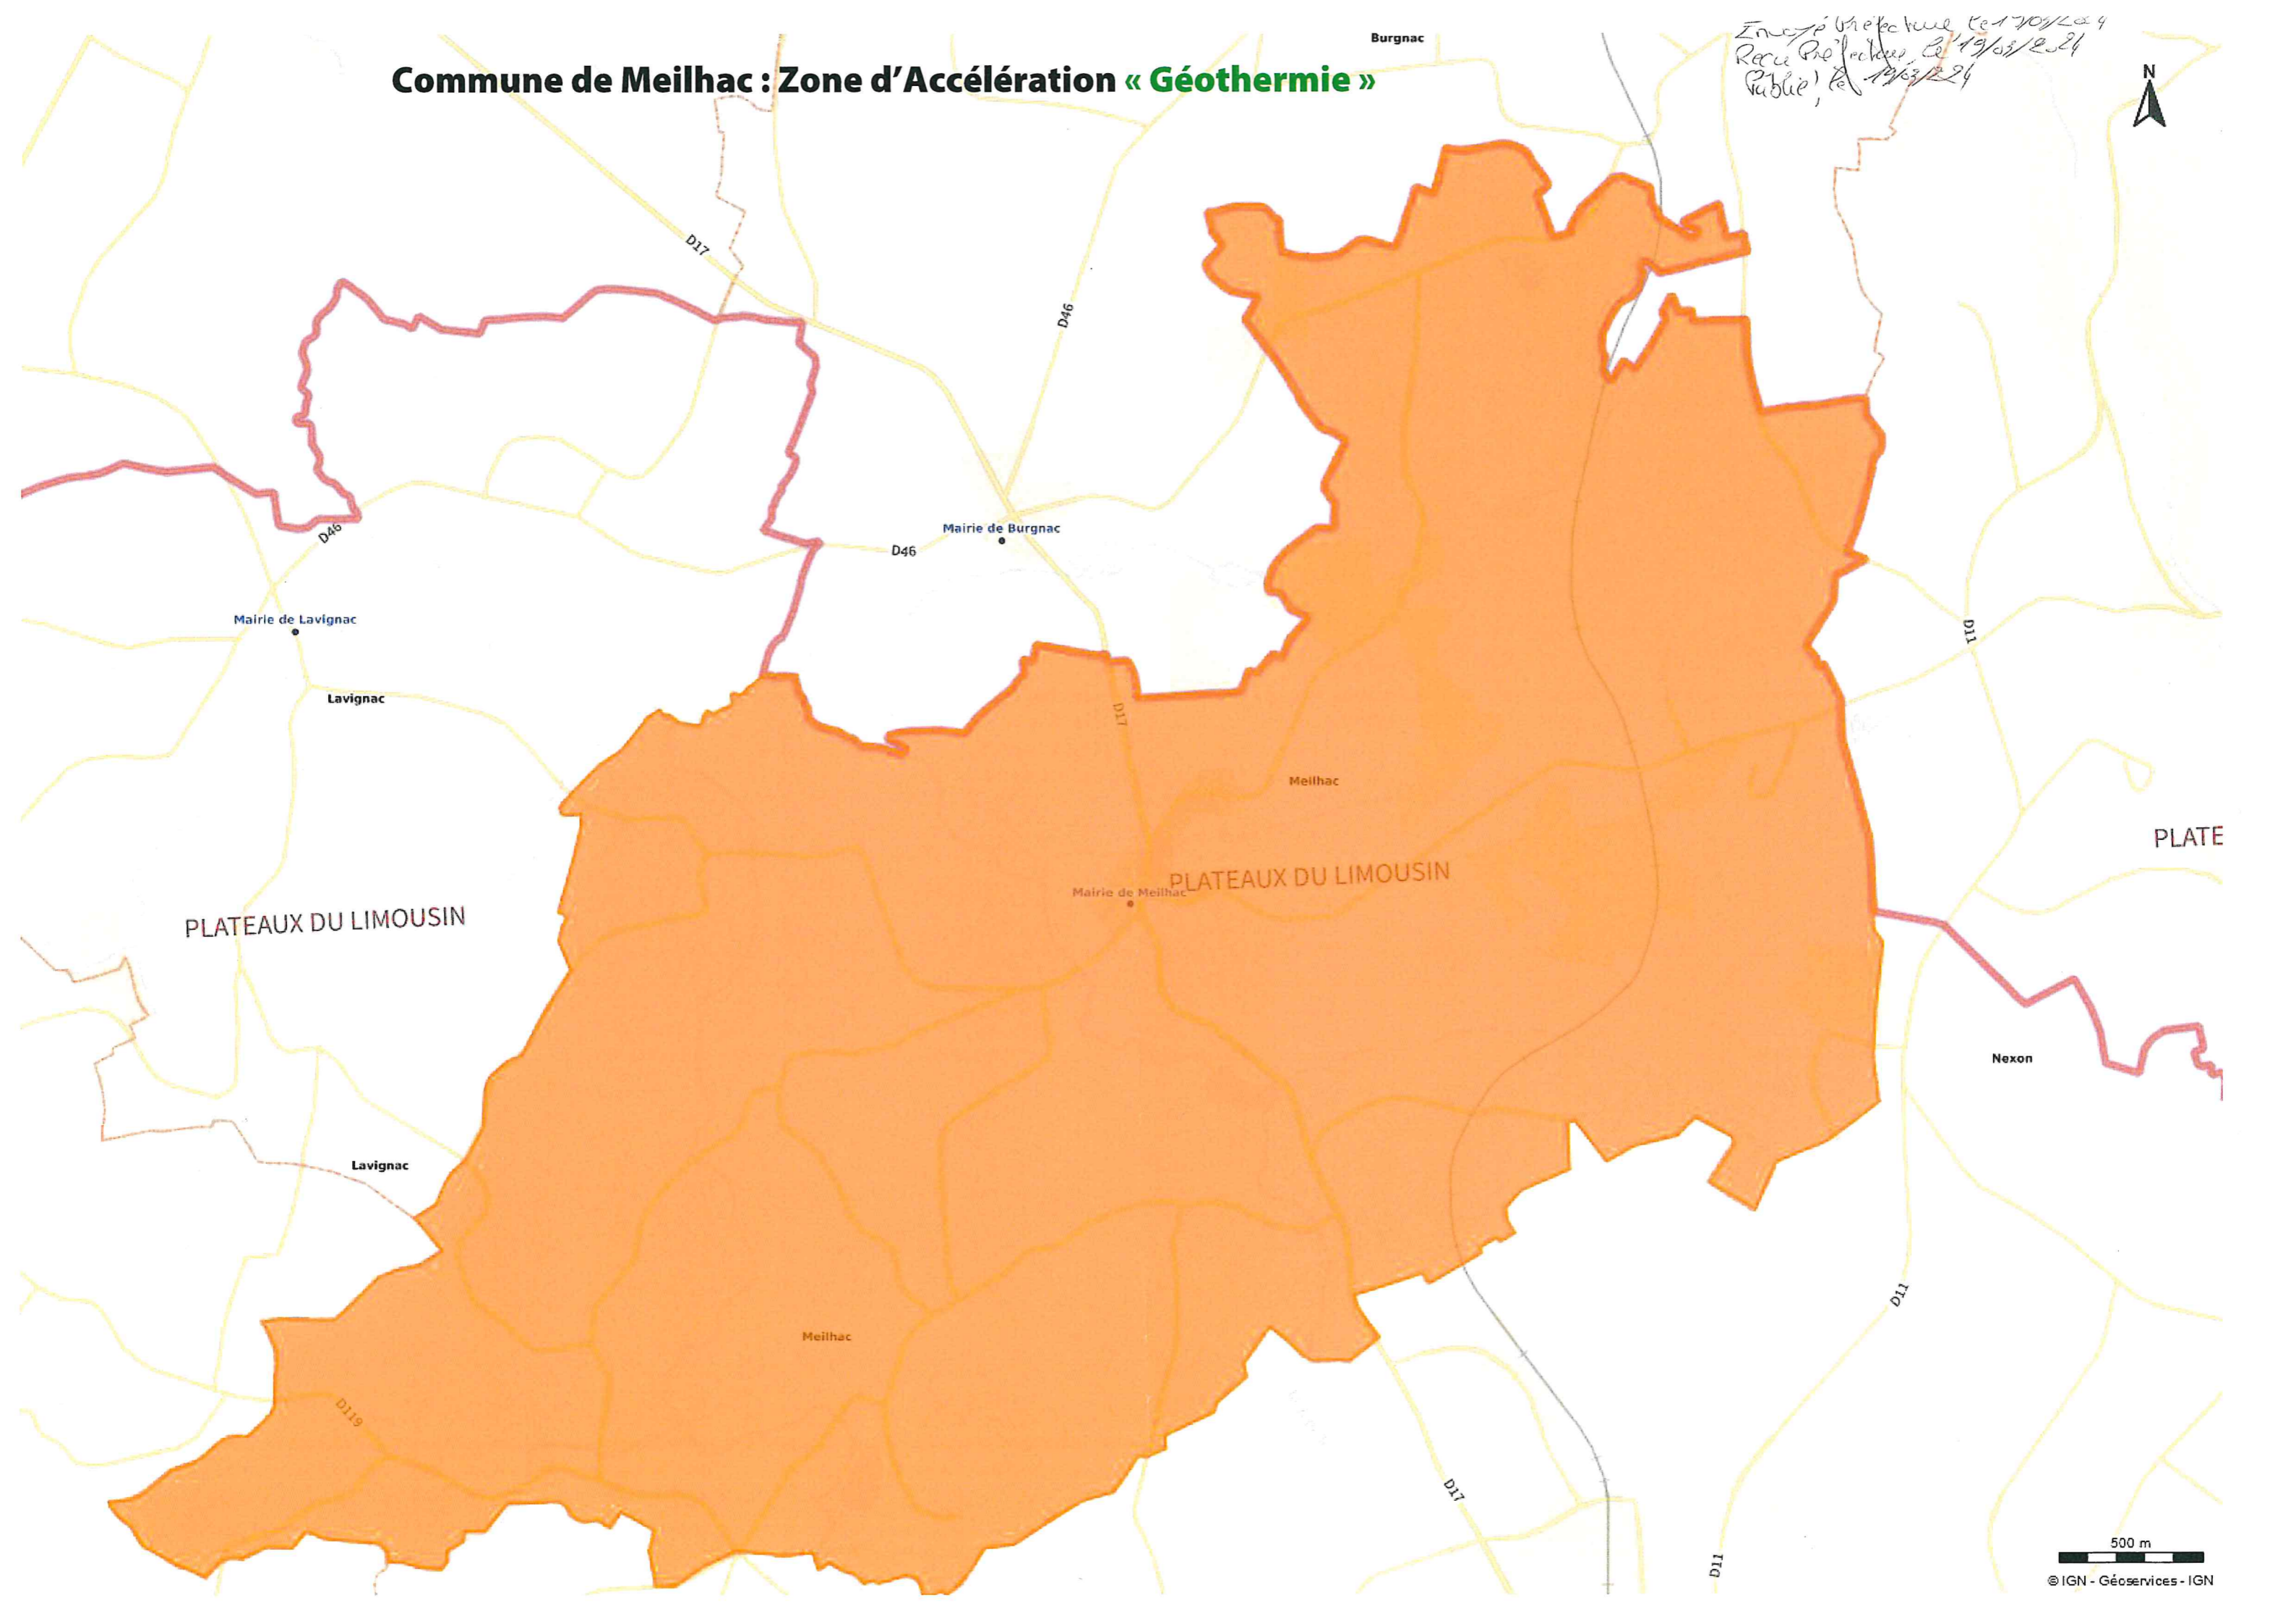 Envoyé Préfecture, le 19/03/2024
Recu Préfecture, le 19/03/2024
Publié, le 19/03/224
Burgnac
Commune de Meilhac : Zone d’Accélération « Géothermie »
N
D17
D46
D46
Mairie de Burgnac
D46
Mairie de Lavignac
D11
Lavignac
D17
Meilhac
PLATE
PLATEAUX DU LIMOUSIN
Mairie de Meilhac
PLATEAUX DU LIMOUSIN
Nexon
Lavignac
D11
Meilhac
D119
D17
500 m
D11
© IGN - Géoservices - IGN